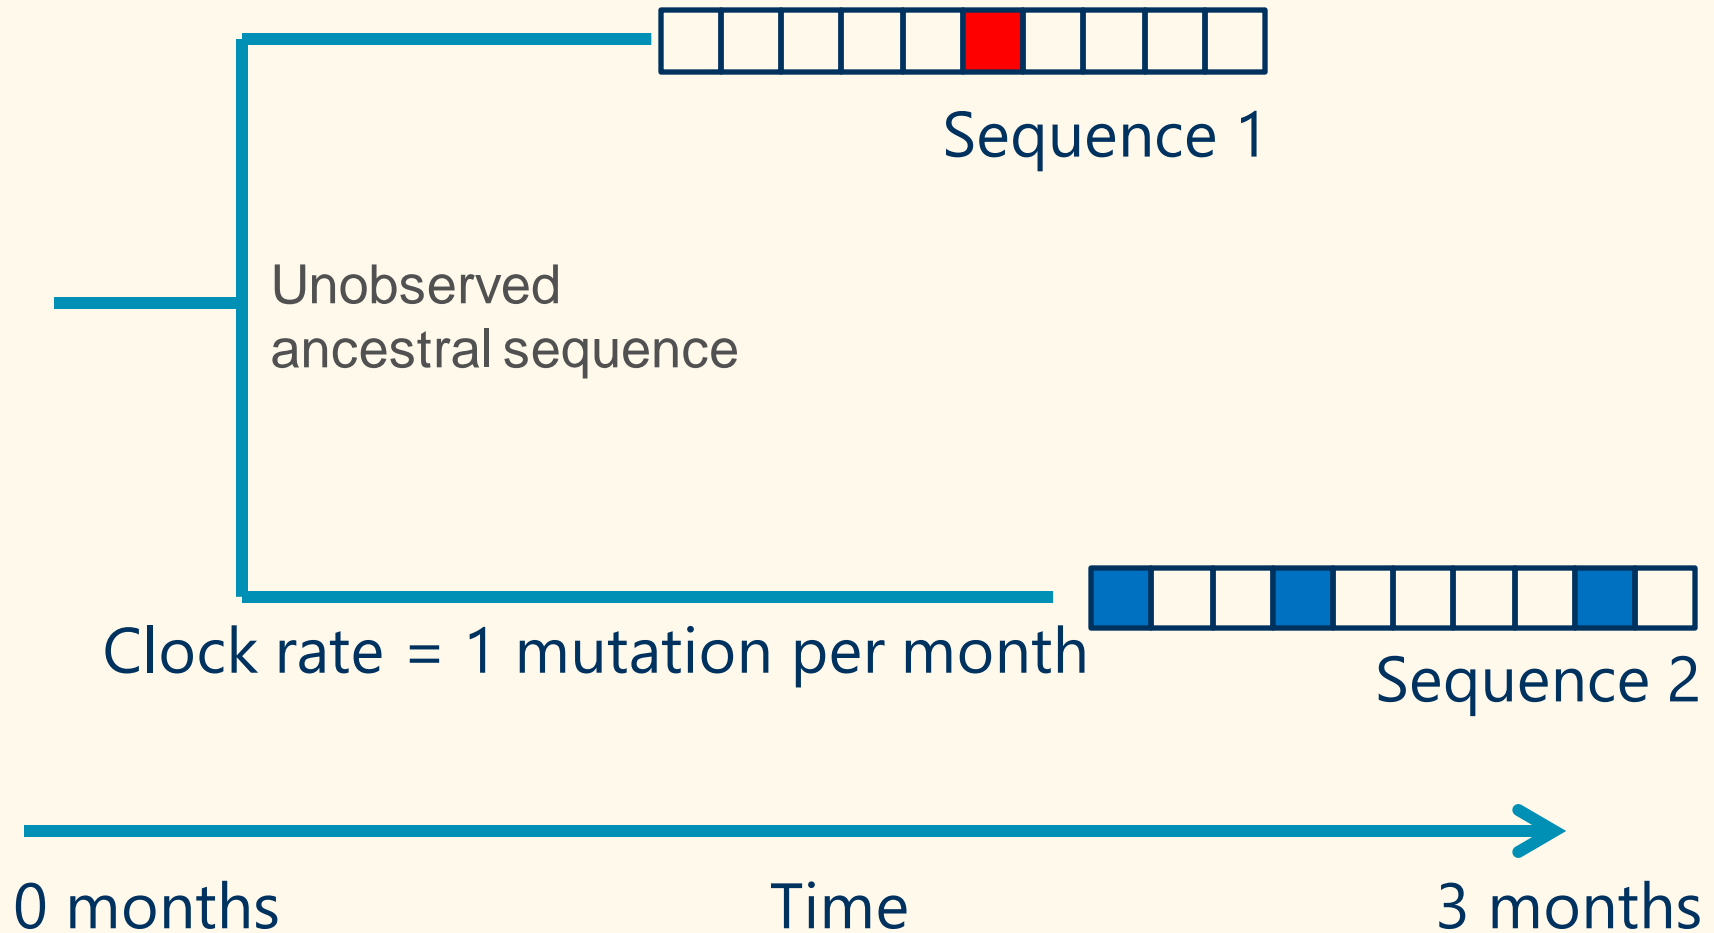 Sequence 1
Unobserved
ancestral sequence
Clock rate = 1 mutation per month
Sequence 2
0 months
Time
3 months